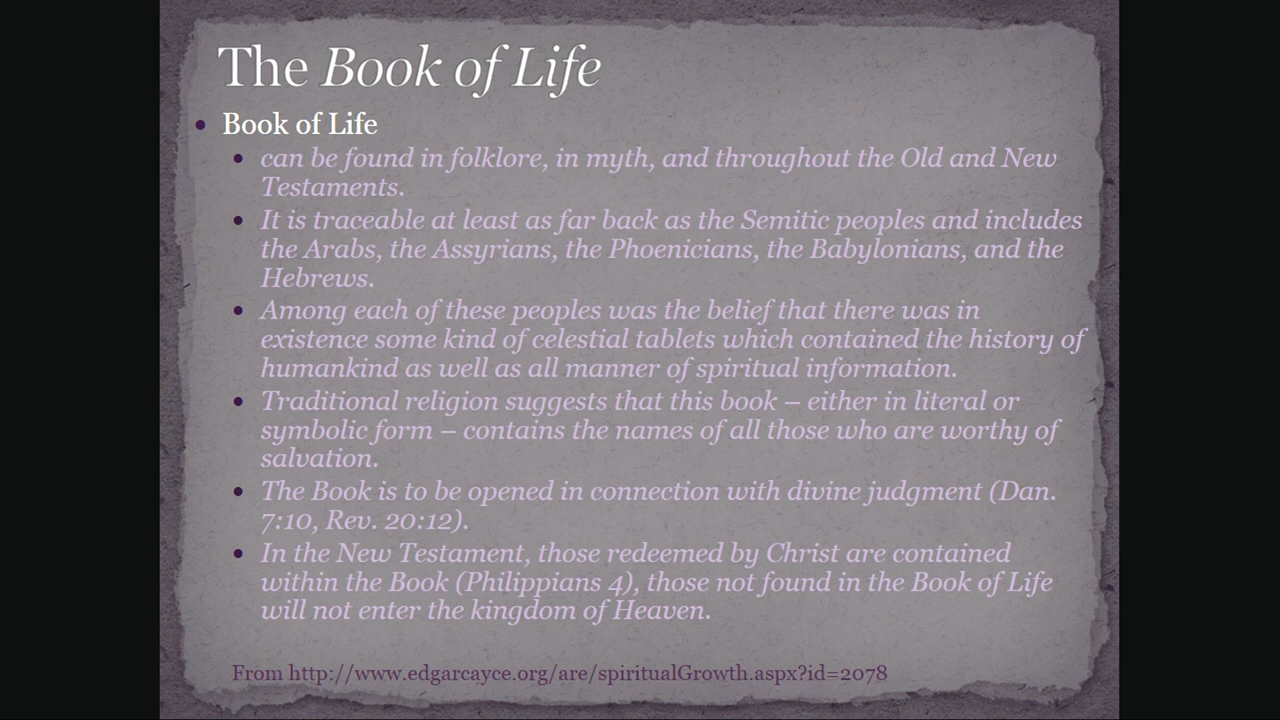 The Book of Life
• Book of Life
• can be found in folklore, in myth, and throughout the Old and New
Testaments.
• It is traceable at least as far back as the Semitic peoples and includes
the Arabs, the Assyrians, the Phoenicians, the Babylonians, and the
Hebrews.
• Among each of these peoples was the belief that there was in
existence some kind of celestial tablets which contained the history of
humankind as well as all manner of spiritual information.
• Traditional religion suggests that this book – either in literal or
symbolic form – contains the names of all those who are worthy of
salvation.
• The Book is to be opened in connection with divine judgment (Dan.
7:10, Rev. 20:12).
• In the New Testament, those redeemed by Christ are contained
within the Book (Philippians 4), those not found in the Book of Life
will not enter the kingdom of Heaven.
From http://www.edgarcayce.org/are/spiritualGrowth.aspx?id=2078